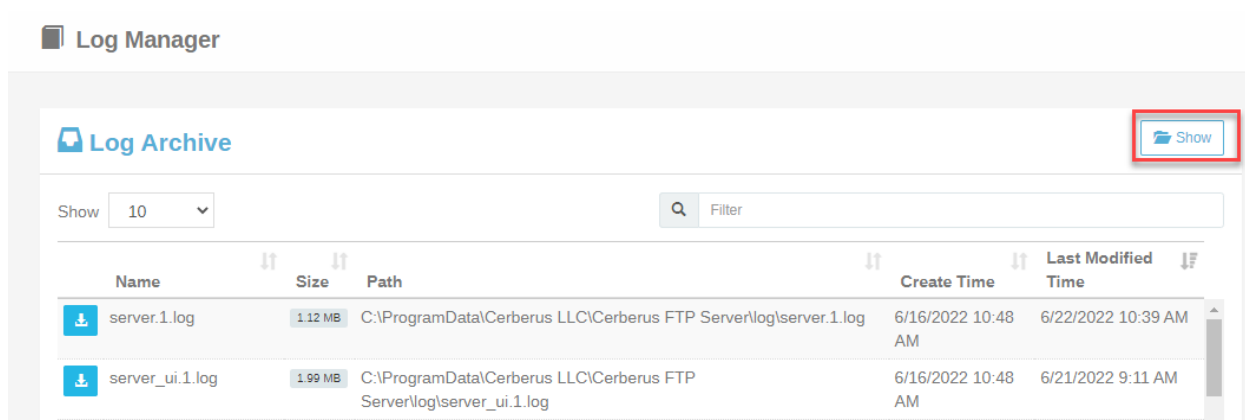 Log Manager
Log Archive
Show
Show 10 Filter
Name Size Path Create Time Last Modified
Time
server.1.log 1.12 MB C:\ProgramData\Cerberus LLC\Cerberus FTP Server\log\server.1.log 6/16/2022 10:48 6/22/2022 10:39 AM
AM
server_ui.1.log 1.99 MB C:\ProgramData\Cerberus LLC\Cerberus FTP 6/16/2022 10:48 6/21/2022 9:11 AM
Server\log\server_ui.1.log AM